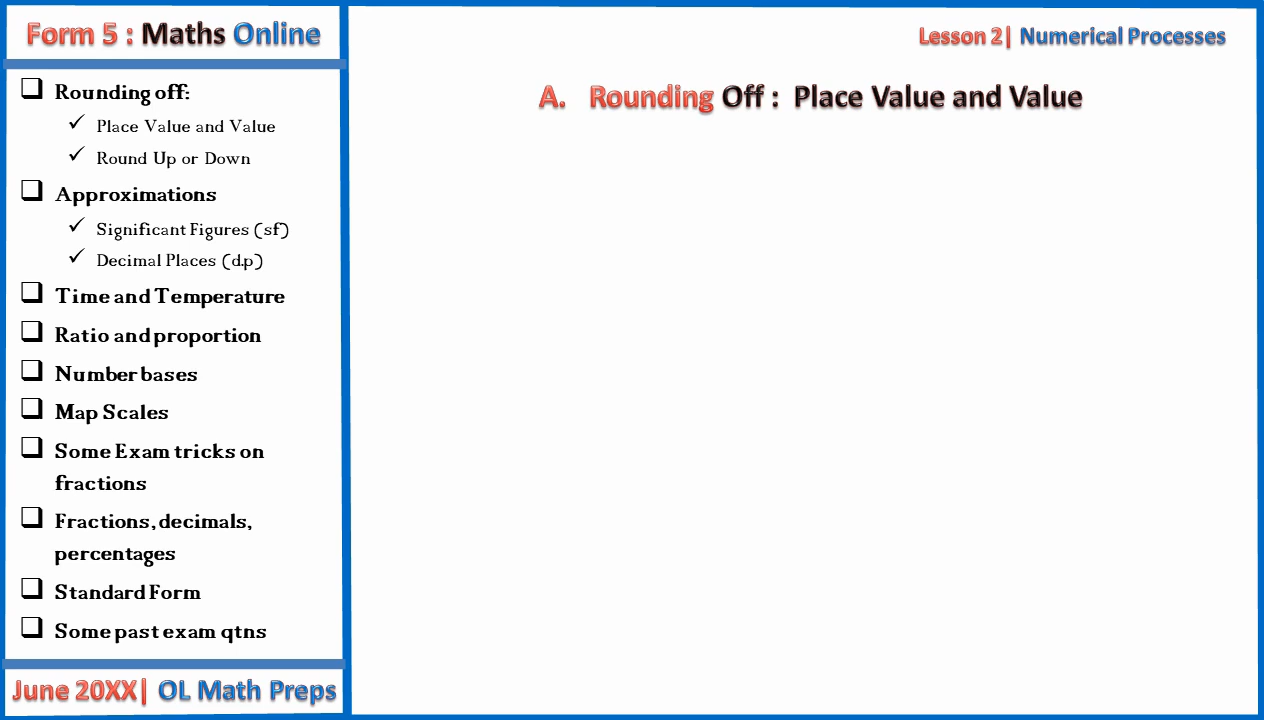 Form 5 : Maths Online
Lesson 2| Numerical Processes
Rounding off:
Place Value and Value
Round Up or Down
Approximations
Significant Figures (sf)
Decimal Places (d.p)
Time and Temperature
Ratio and proportion
Number bases
Map Scales
Some Exam tricks on
fractions
Fractions, decimals,
percentages
Standard Form
Some past exam qtns
June 20XX| OL Math Preps
A. Rounding Off : Place Value and Value